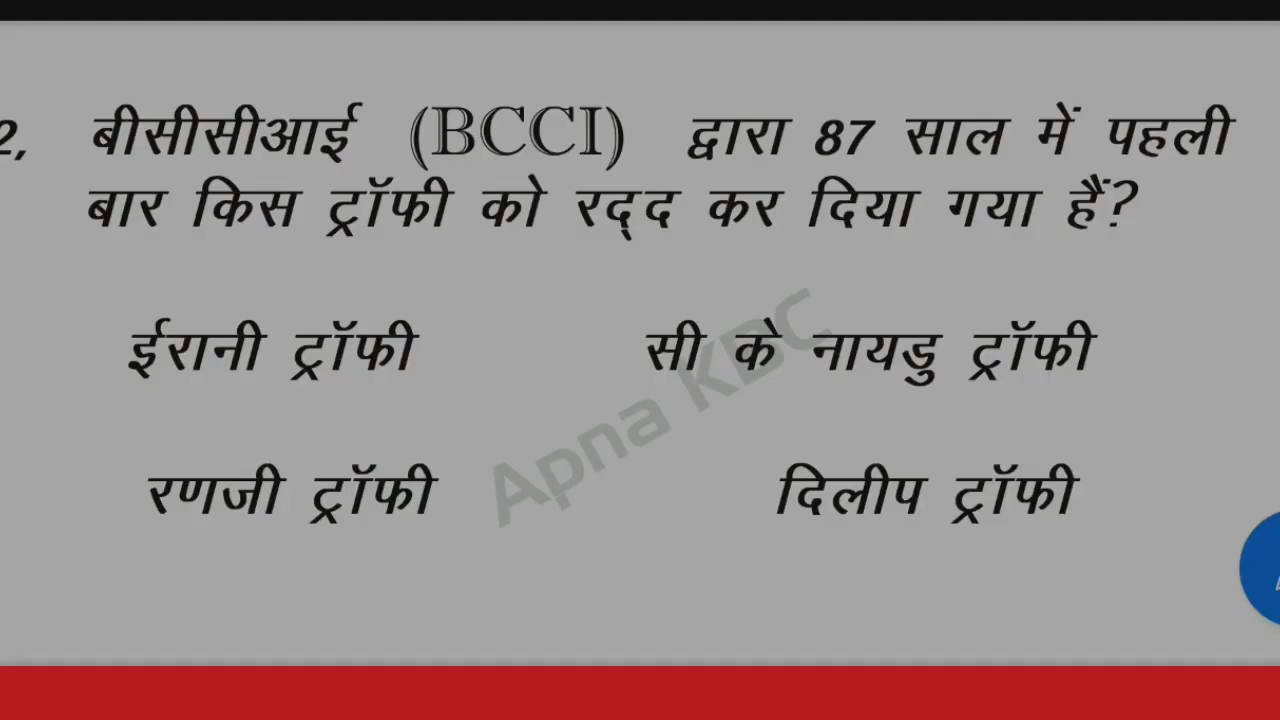 2, बीसीसीआई (BCCI) द्वारा 87 साल में पहली
बार किस ट्रॉफी को रद्द कर दिया गया हैं?
ईरानी ट्रॉफी सी के नायडु ट्रॉफी
Apna KBC
रणजी ट्रॉफी दिलीप ट्रॉफी